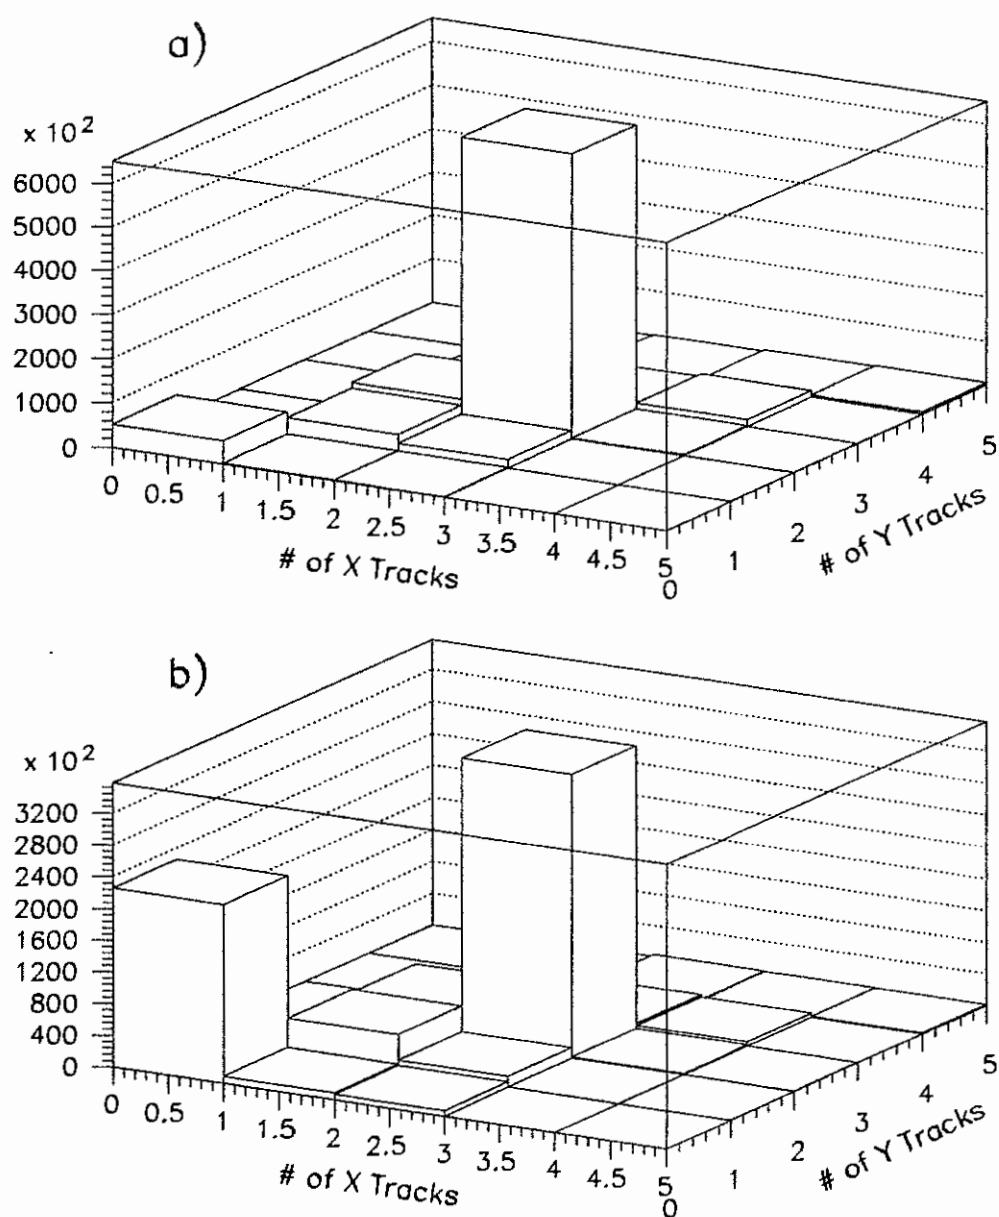 a)
x 10²
6000
5000
4000
3000
2000
1000
0
0 0.5 1 1.5 2 2.5 3 3.5 4 4.5 5
# of X Tracks
0 1 2 3 4 5
# of Y Tracks
b)
x 10²
3200
2800
2400
2000
1600
1200
800
400
0
0 0.5 1 1.5 2 2.5 3 3.5 4 4.5 5
# of X Tracks
0 1 2 3 4 5
# of Y Tracks